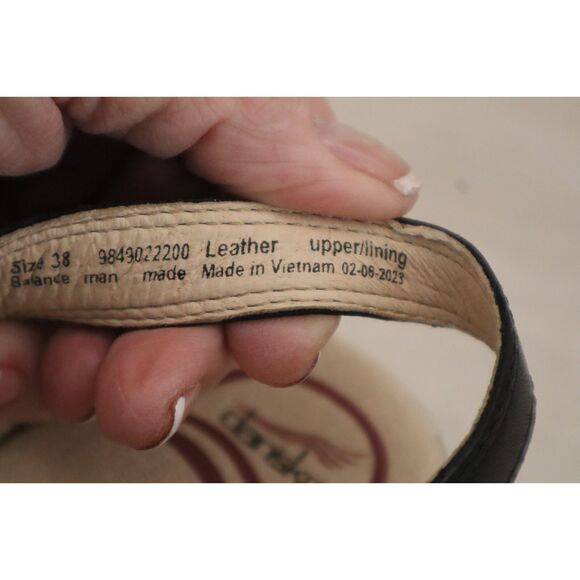 Size 38 9849022200 Leather upper/lining
Balance man made Made in Vietnam 02-08-2023
dansko